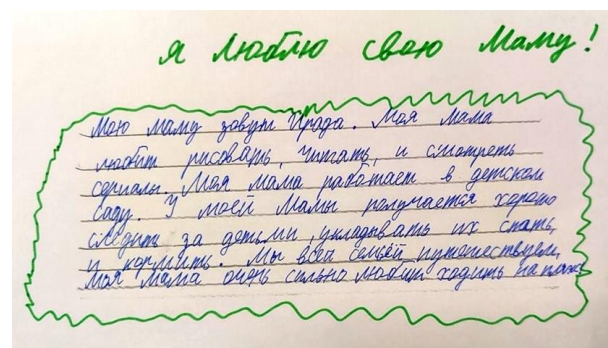 Я люблю свою Маму!
Мою маму зовут Ирода. Моя мама
любит рисовать, читать, и смотреть
сериалы. Моя мама работает в детском
саду. У моей Мамы получается хорошо
следить за детьми, укладывать их спать,
и кормить. Мы всей семьёй путешествуем,
моя мама очень сильно любит ходить на пляж